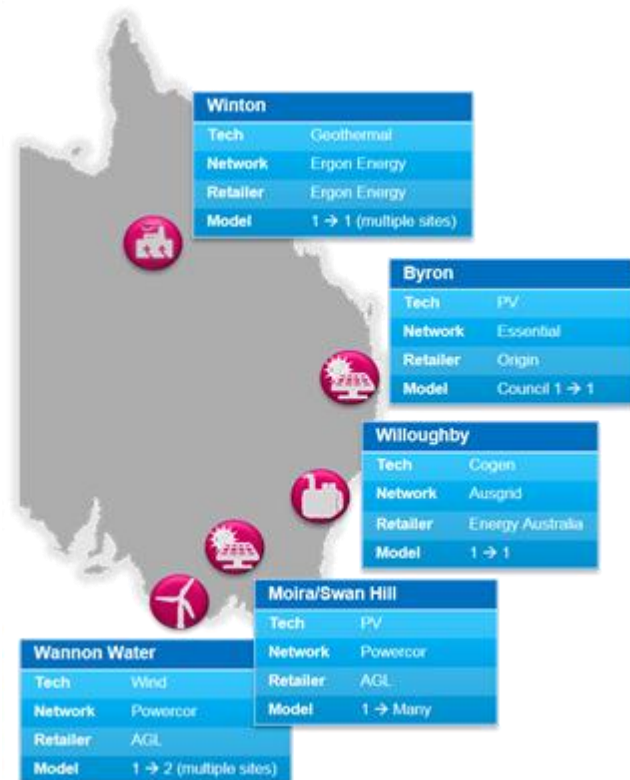 Winton
Tech Geothermal
Network Ergon Energy
Retailer Ergon Energy
Model 1 → 1 (multiple sites)
Byron
Tech PV
Network Essential
Retailer Origin
Model Council 1 → 1
Willoughby
Tech Cogen
Network Ausgrid
Retailer Energy Australia
Model 1 → 1
Moira/Swan Hill
Tech PV
Network Powercor
Retailer AGL
Model 1 → Many
Wannon Water
Tech Wind
Network Powercor
Retailer AGL
Model 1 → 2 (multiple sites)